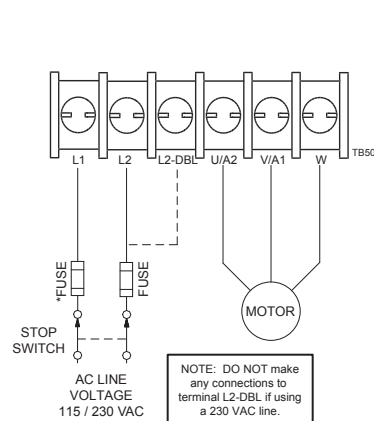 L1 L2 L2-DBL U/A2 V/A1 W TB50
*FUSE
FUSE
MOTOR
STOP
SWITCH
AC LINE
VOLTAGE
115 / 230 VAC
NOTE: DO NOT make
any connections to
terminal L2-DBL if using
a 230 VAC line.